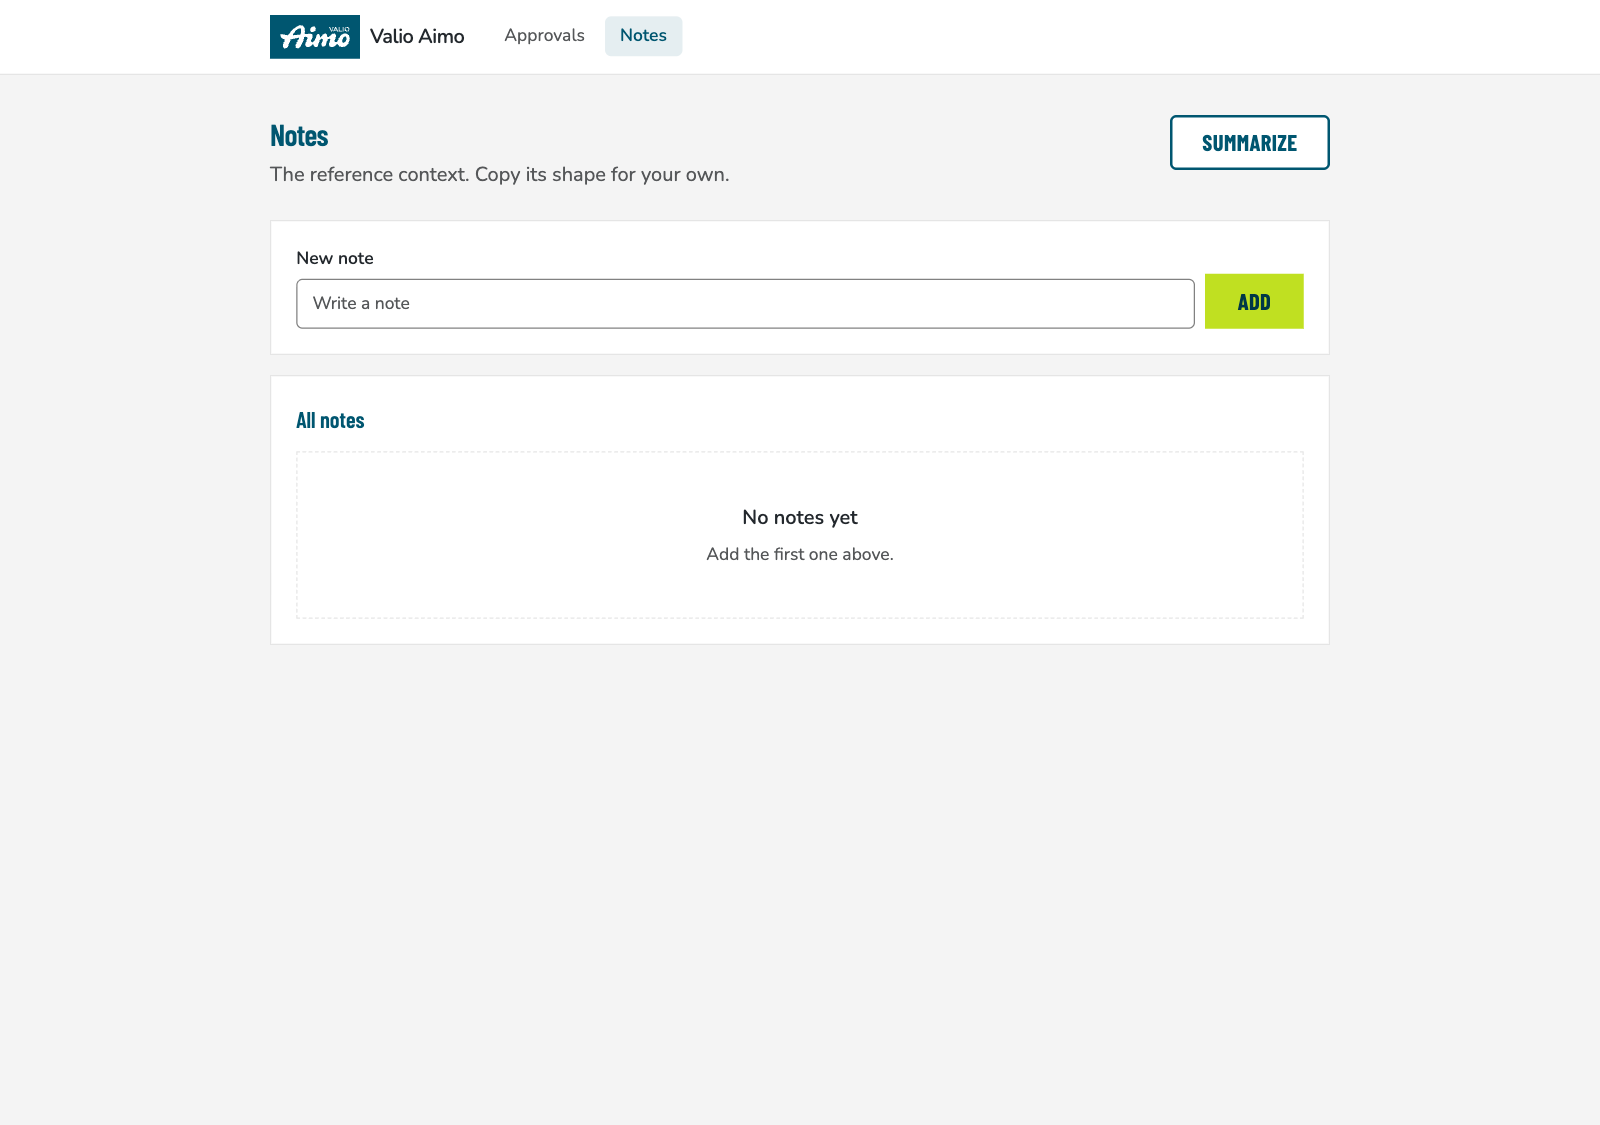 VALIO
Aimo
Valio Aimo
Approvals
Notes
Notes
SUMMARIZE
The reference context. Copy its shape for your own.
New note
Write a note
ADD
All notes
No notes yet
Add the first one above.